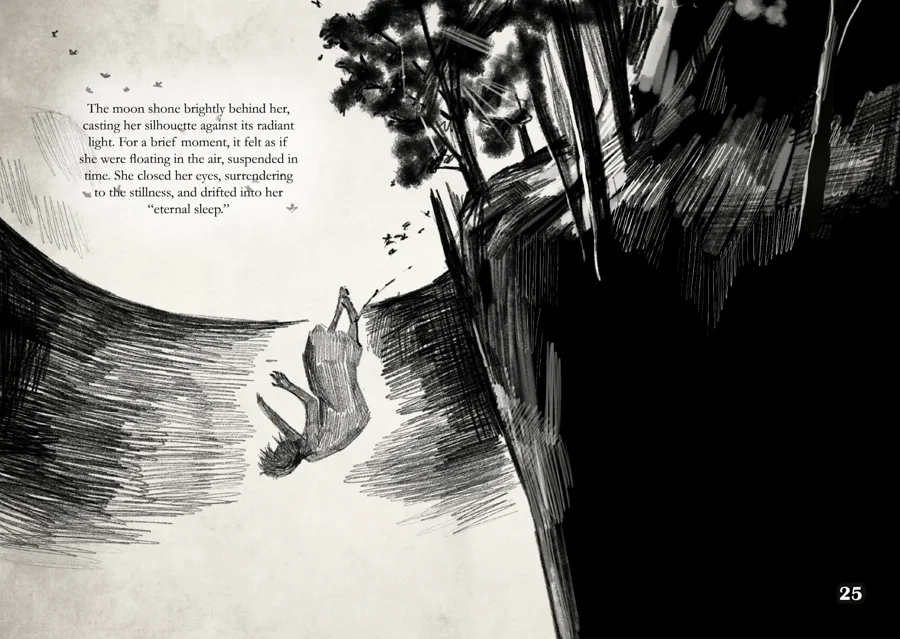 The moon shone brightly behind her,
casting her silhouette against its radiant
light. For a brief moment, it felt as if
she were floating in the air, suspended in
time. She closed her eyes, surrendering
to the stillness, and drifted into her
“eternal sleep.”
25